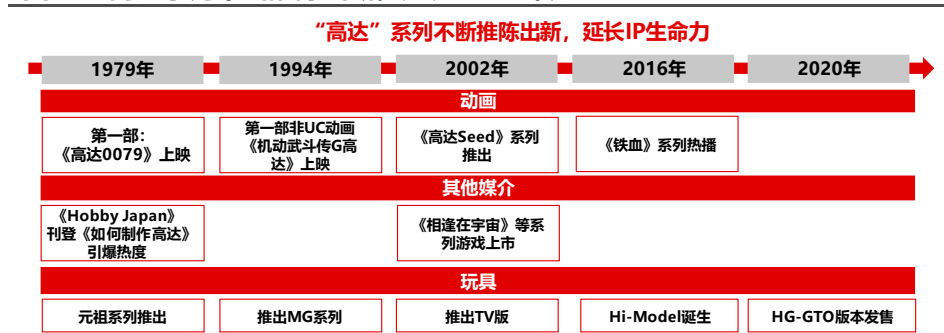 “高达”系列不断推陈出新，延长IP生命力
1979年 1994年 2002年 2016年 2020年
动画
第一部：
《高达0079》上映
第一部非UC动画
《机动武斗传G高
达》上映
《高达Seed》系列
推出
《铁血》系列热播
其他媒介
《Hobby Japan》
刊登《如何制作高达》
引爆热度
《相逢在宇宙》等系
列游戏上市
玩具
元祖系列推出 推出MG系列 推出TV版 Hi-Model诞生 HG-GTO版本发售